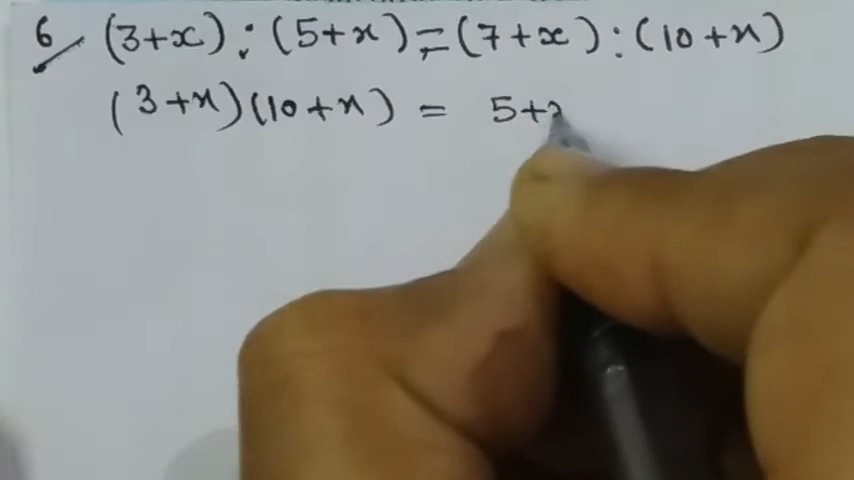 6 (3+x) : (5+x) = (7+x) : (10+x)
(3+x)(10+x) = 5+